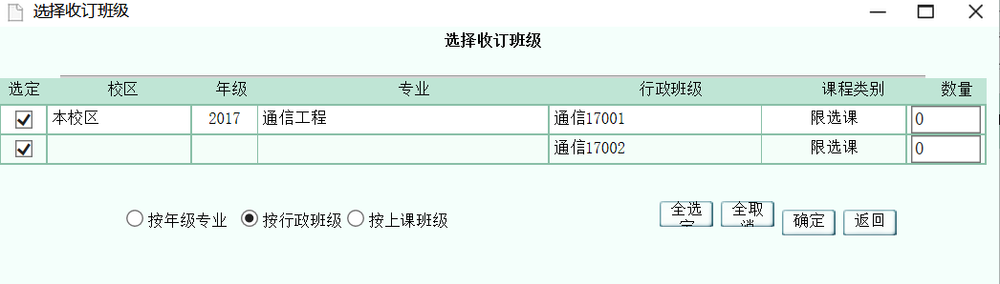 选择收订班级
选择收订班级
选定 校区 年级 专业 行政班级 课程类别 数量
本校区 2017 通信工程 通信17001 限选课 0
通信17002 限选课 0
按年级专业 按行政班级 按上课班级 全选定 全取消 确定 返回